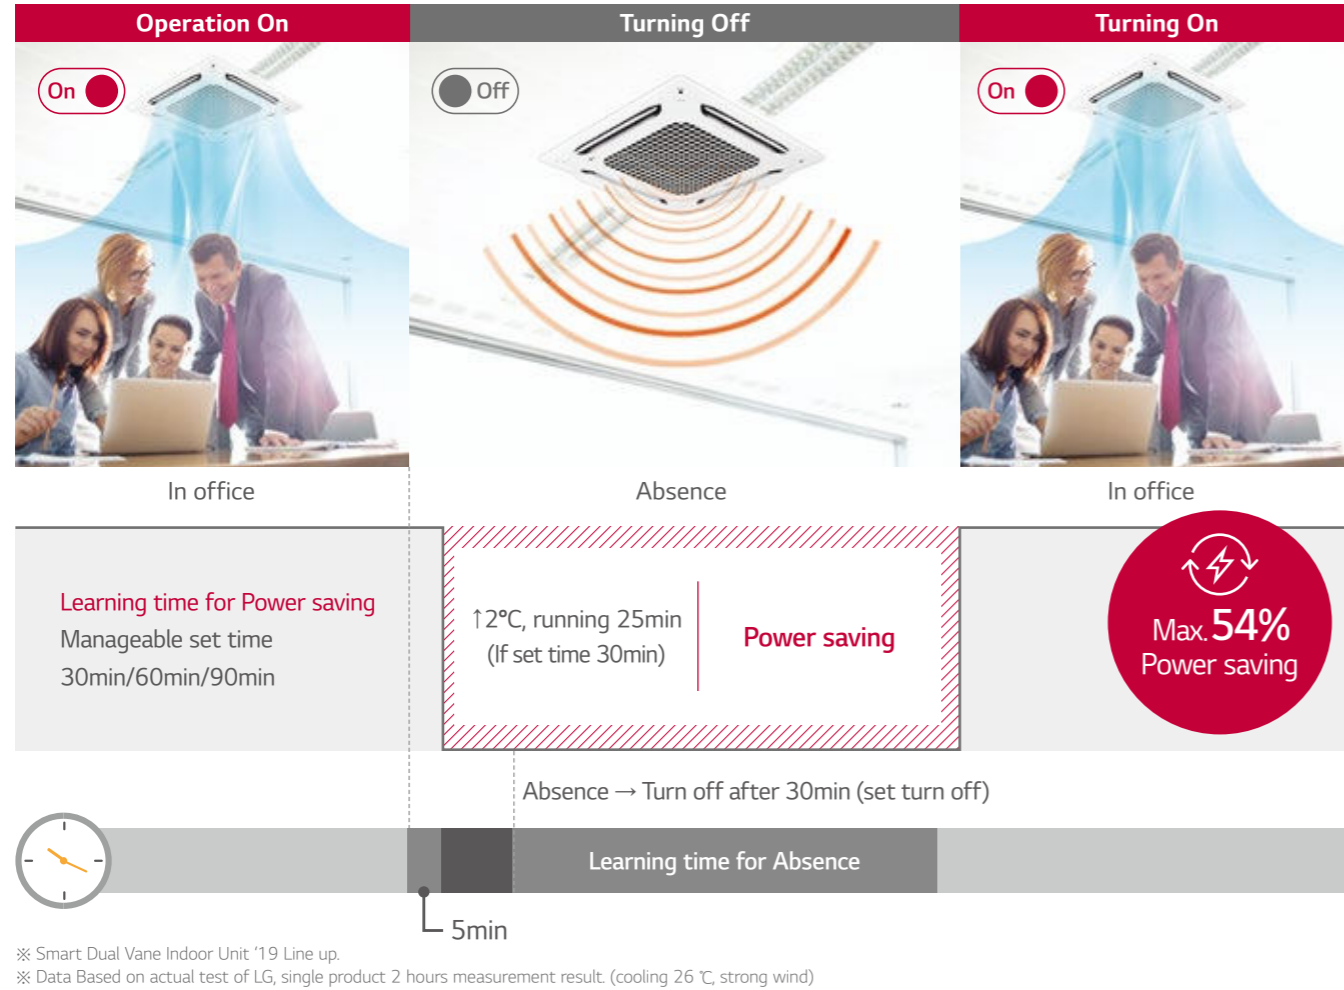 Operation On
Turning Off
Turning On
On
Off
On
In office
Absence
In office
Learning time for Power saving
Manageable set time
30min/60min/90min
↑2℃, running 25min
(If set time 30min)
Power saving
Max. 54%
Power saving
Absence → Turn off after 30min (set turn off)
Learning time for Absence
5min
※ Smart Dual Vane Indoor Unit ‘19 Line up.
※ Data Based on actual test of LG, single product 2 hours measurement result. (cooling 26 ℃, strong wind)